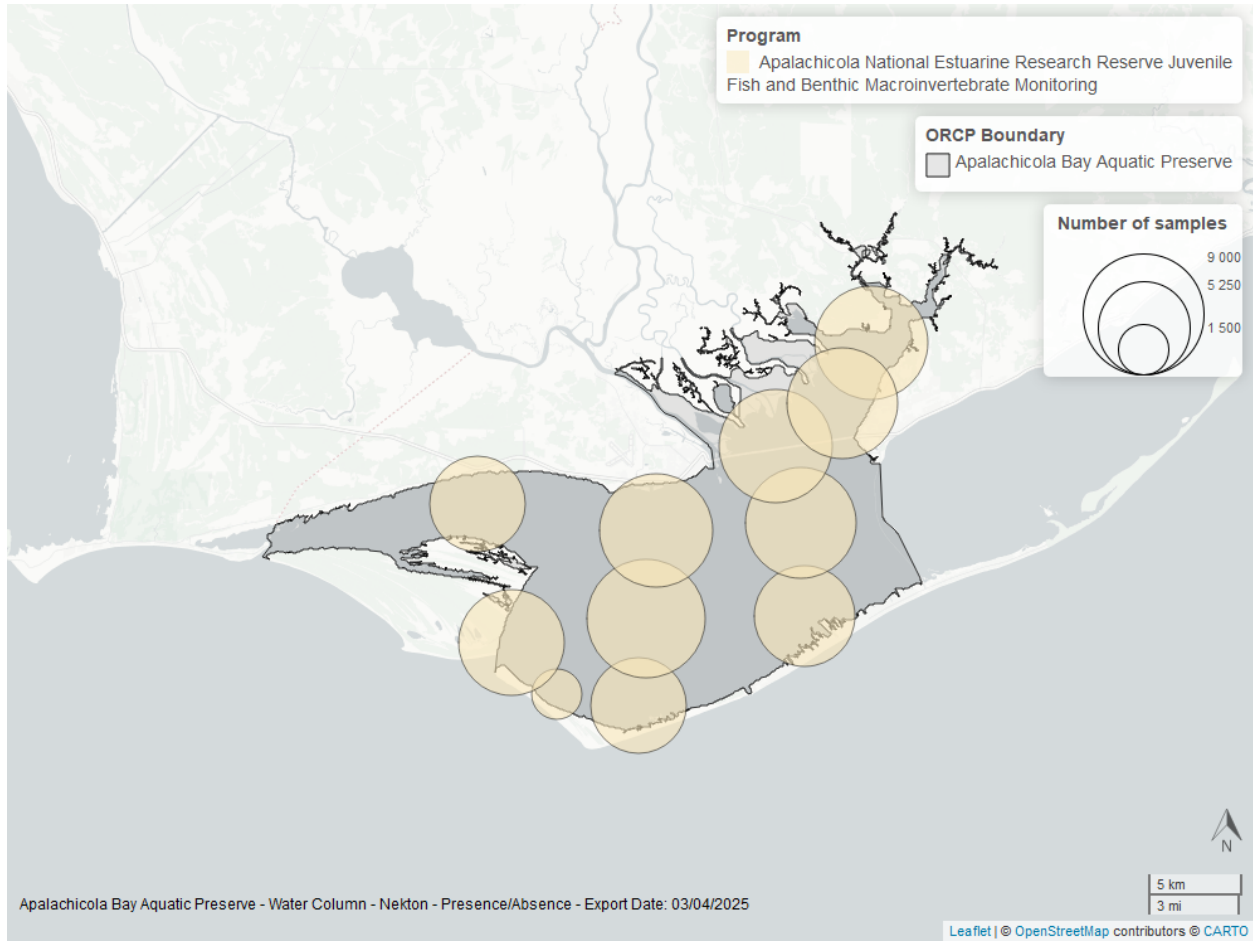 Program
Apalachicola National Estuarine Research Reserve Juvenile
Fish and Benthic Macroinvertebrate Monitoring
ORCP Boundary
Apalachicola Bay Aquatic Preserve
Number of samples
9 000
5 250
1 500
N
5 km
3 mi
Apalachicola Bay Aquatic Preserve - Water Column - Nekton - Presence/Absence - Export Date: 03/04/2025
Leaflet | © OpenStreetMap contributors © CARTO